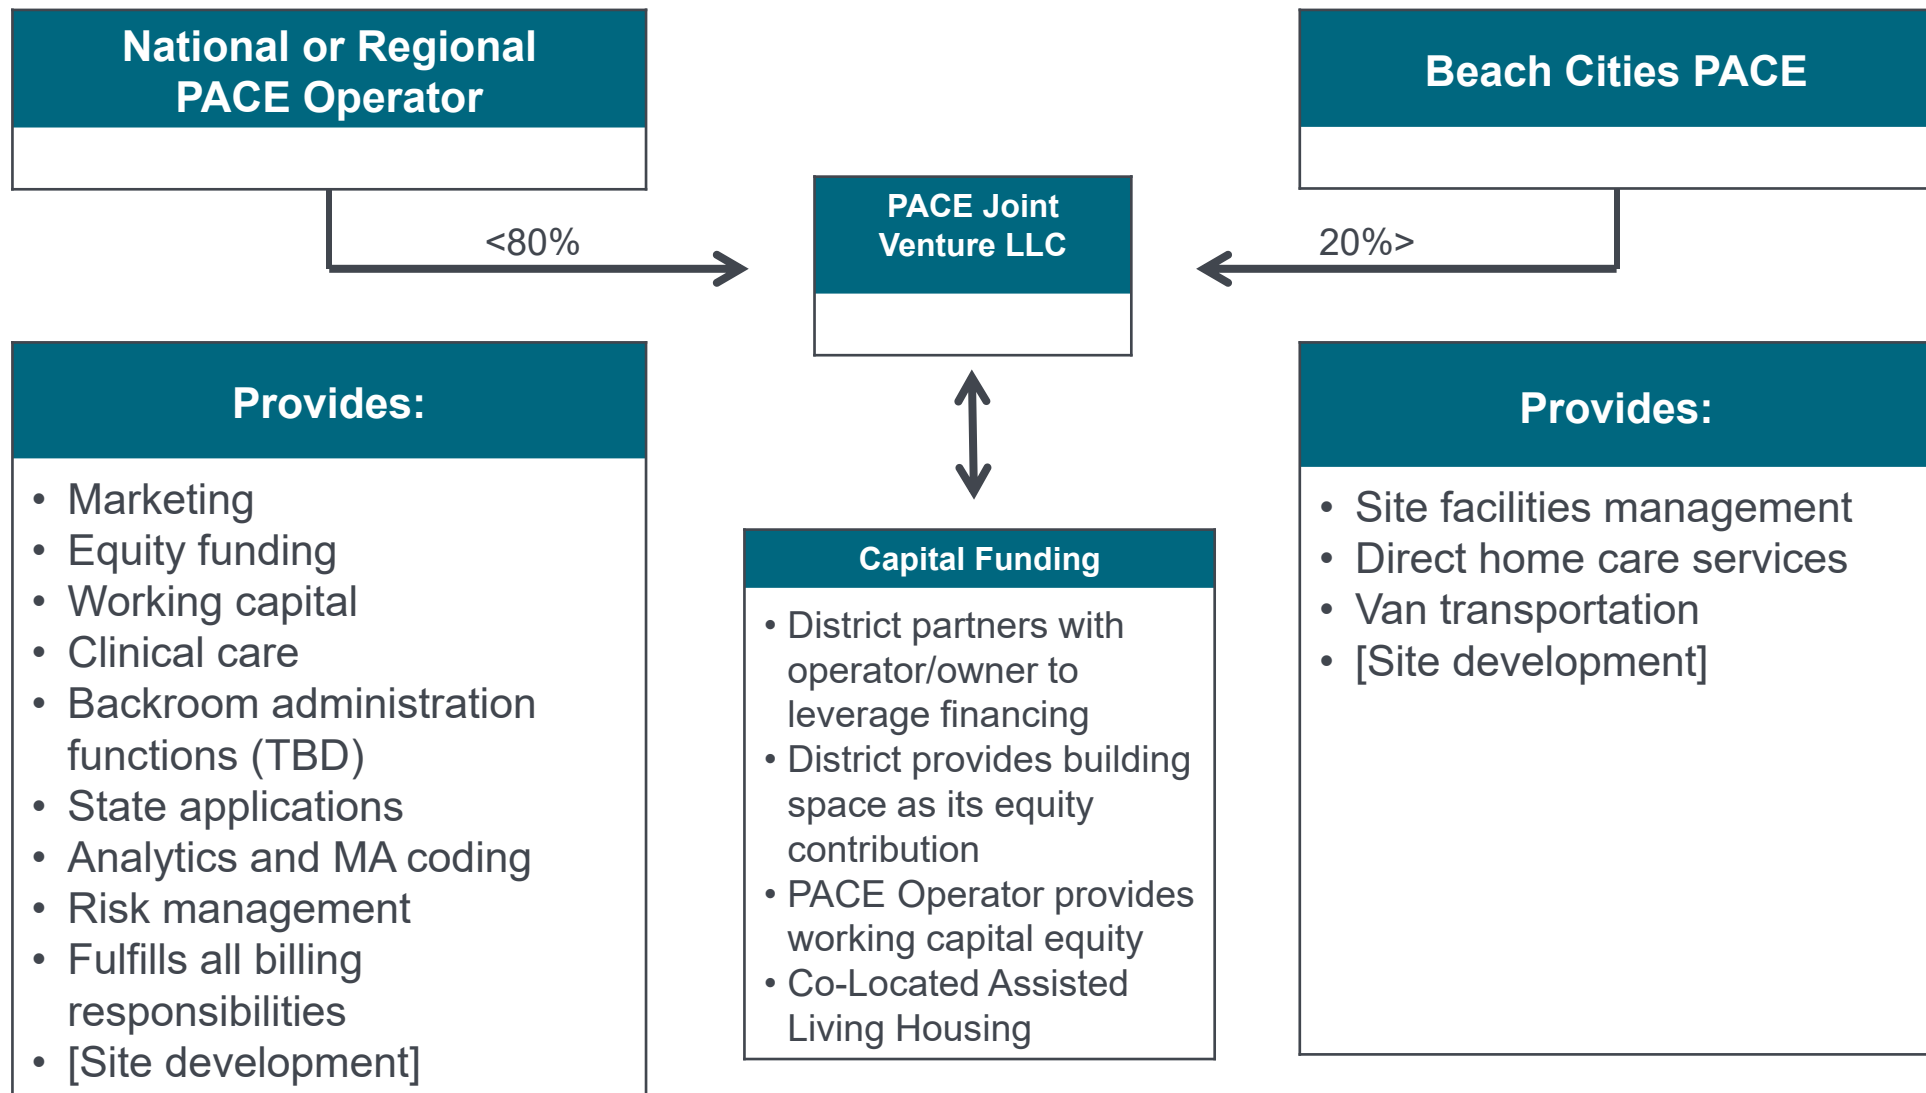 National or Regional
PACE Operator
<80%
Provides:
• Marketing
• Equity funding
• Working capital
• Clinical care
• Backroom administration
functions (TBD)
• State applications
• Analytics and MA coding
• Risk management
• Fulfills all billing
responsibilities
• [Site development]
PACE Joint
Venture LLC
Capital Funding
• District partners with
operator/owner to
leverage financing
• District provides building
space as its equity
contribution
• PACE Operator provides
working capital equity
• Co-Located Assisted
Living Housing
Beach Cities PACE
20%>
Provides:
• Site facilities management
• Direct home care services
• Van transportation
• [Site development]